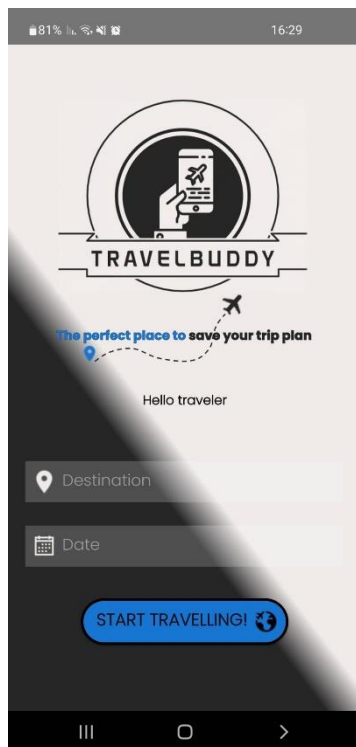 81% 16:29
TRAVELBUDDY
The perfect place to save your trip plan
Hello traveler
Destination
Date
START TRAVELLING!